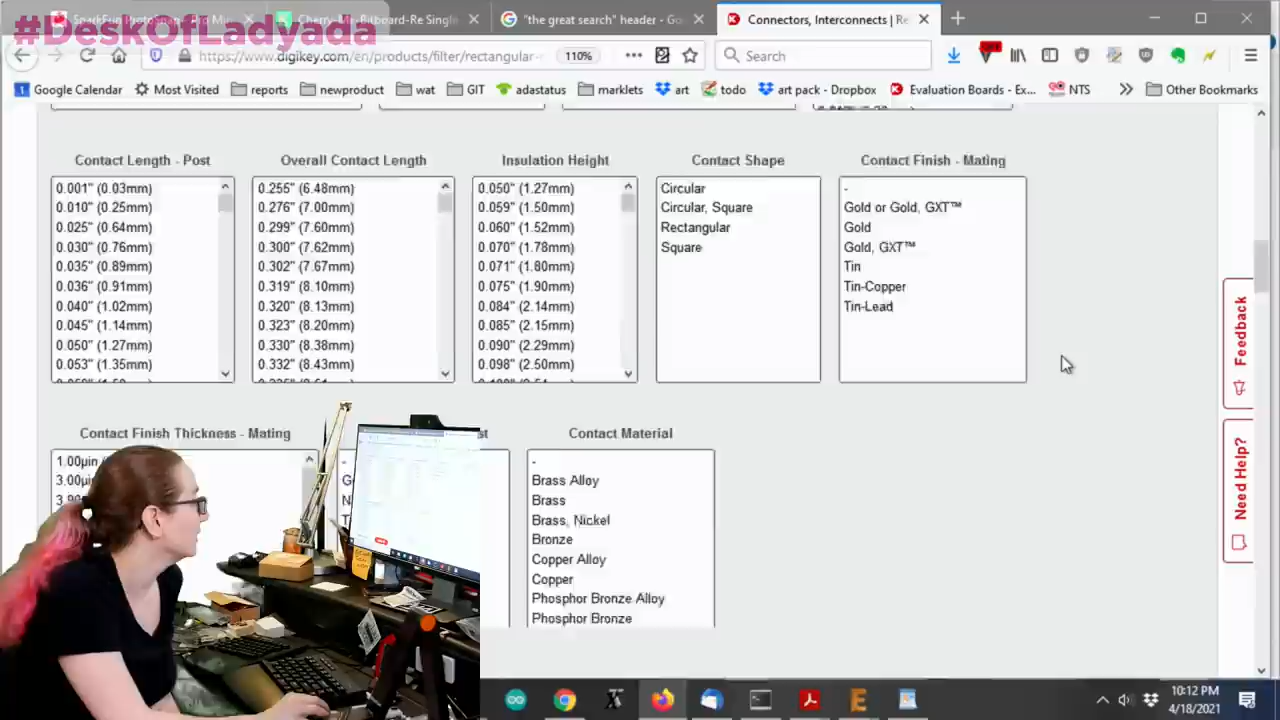 #DeskOfLadyada
SparkFun ProtoSnap - Pro Mi
Cherry-Mx-Bitboard-Re Single
"the great search" header - Go
Connectors, Interconnects | Re
https://www.digikey.com/en/products/filter/rectangular-
110%
Search
Google Calendar
Most Visited
reports
newproduct
wat
GIT
adastatus
marklets
art
todo
art pack - Dropbox
Evaluation Boards - Ex...
NTS
Other Bookmarks
Contact Length - Post
0.001" (0.03mm)
0.010" (0.25mm)
0.025" (0.64mm)
0.030" (0.76mm)
0.035" (0.89mm)
0.036" (0.91mm)
0.040" (1.02mm)
0.045" (1.14mm)
0.050" (1.27mm)
0.053" (1.35mm)
Overall Contact Length
0.255" (6.48mm)
0.276" (7.00mm)
0.299" (7.60mm)
0.300" (7.62mm)
0.302" (7.67mm)
0.319" (8.10mm)
0.320" (8.13mm)
0.323" (8.20mm)
0.330" (8.38mm)
0.332" (8.43mm)
Insulation Height
0.050" (1.27mm)
0.059" (1.50mm)
0.060" (1.52mm)
0.070" (1.78mm)
0.071" (1.80mm)
0.075" (1.90mm)
0.084" (2.14mm)
0.085" (2.15mm)
0.090" (2.29mm)
0.098" (2.50mm)
Contact Shape
Circular
Circular, Square
Rectangular
Square
Contact Finish - Mating
-
Gold or Gold, GXT™
Gold
Gold, GXT™
Tin
Tin-Copper
Tin-Lead
Contact Finish Thickness - Mating
1.00µin
3.00µin
Contact Material
-
Brass Alloy
Brass
Brass, Nickel
Bronze
Copper Alloy
Copper
Phosphor Bronze Alloy
Phosphor Bronze
Feedback
Need Help?
10:12 PM
4/18/2021